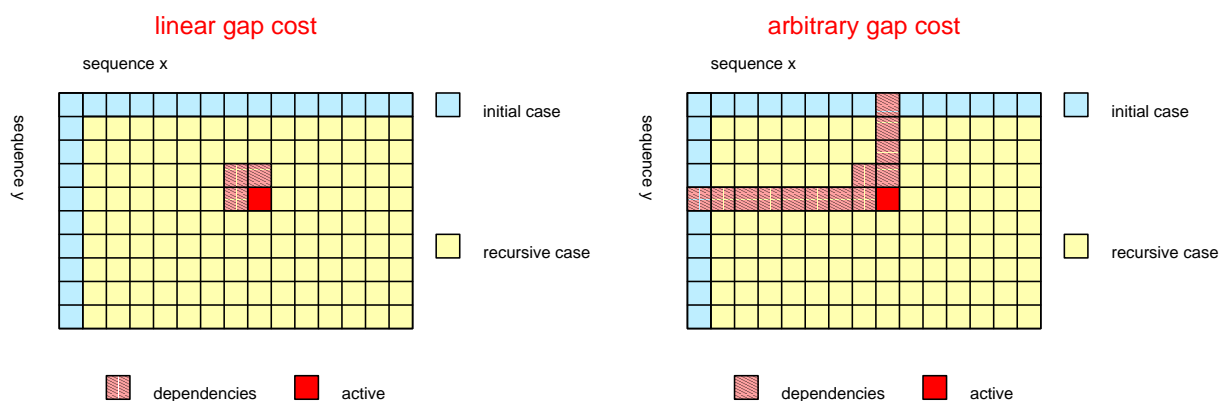 linear gap cost
sequence x
sequence y
initial case
recursive case
dependencies
active
arbitrary gap cost
sequence x
sequence y
initial case
recursive case
dependencies
active